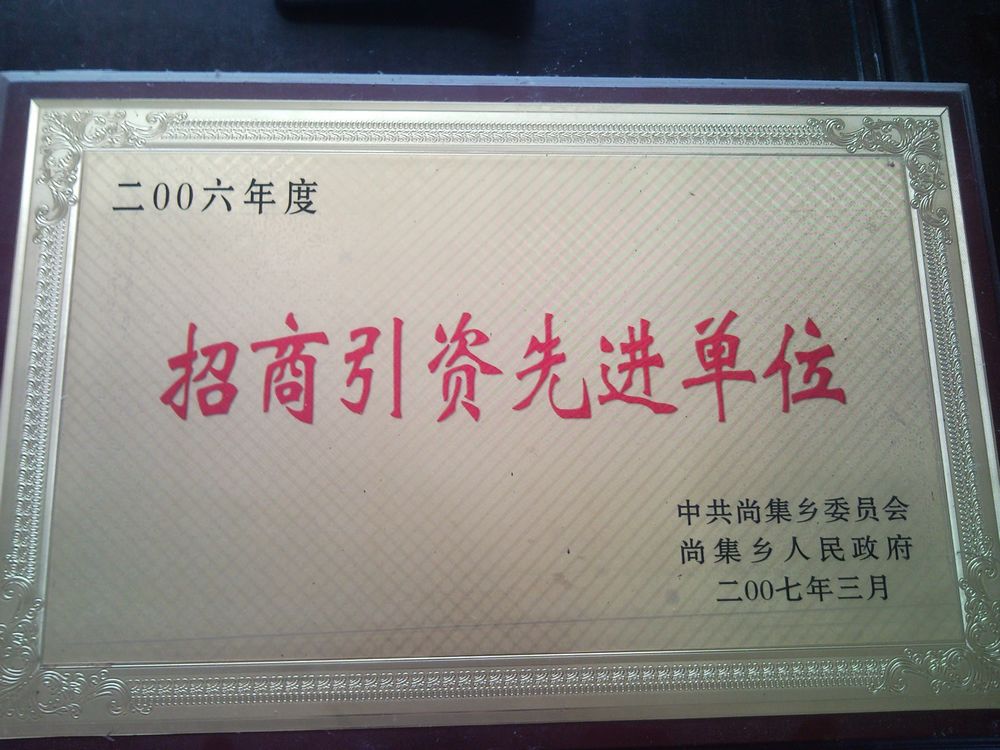 二00六年度
招商引资先进单位
中共尚集乡委员会
尚集乡人民政府
二00七年三月